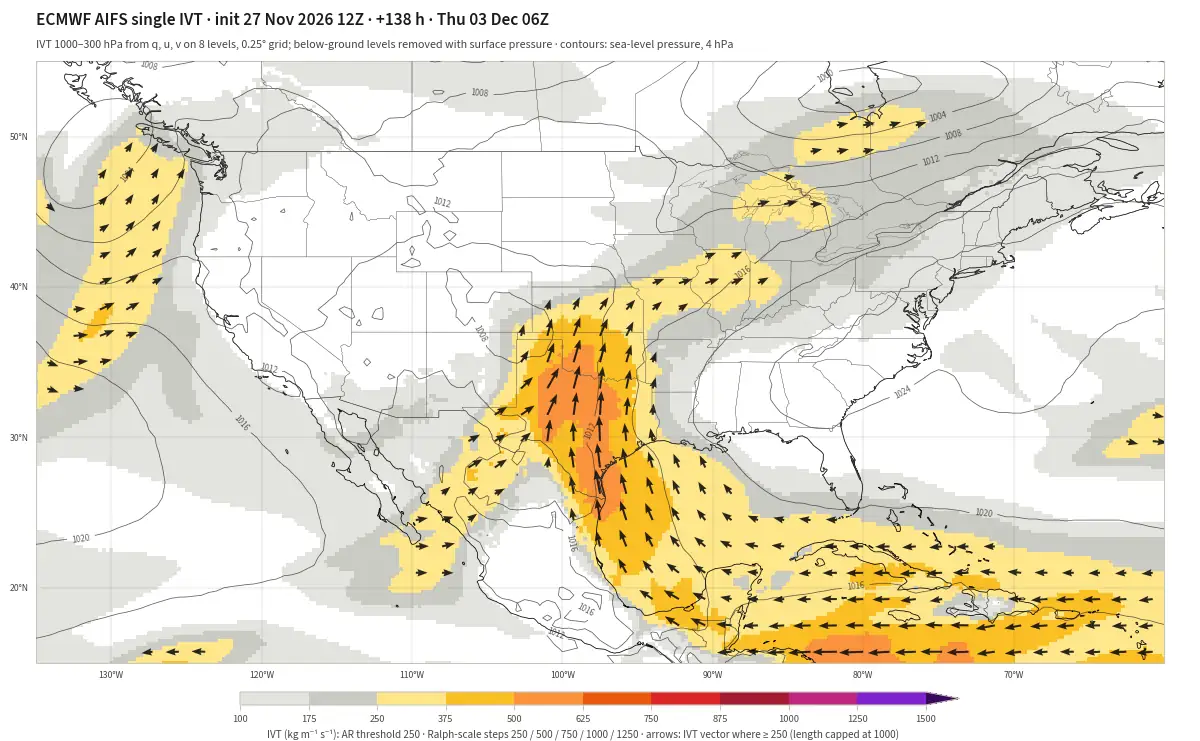 ECMWF AIFS single IVT · init 27 Nov 2026 12Z · +138 h · Thu 03 Dec 06Z
IVT 1000–300 hPa from q, u, v on 8 levels, 0.25° grid; below-ground levels removed with surface pressure · contours: sea-level pressure, 4 hPa
1008
1008
1000
1004
1008
1012
50°N
1012
1016
40°N
1008
1012
1024
1016
30°N
1012
1020
1020
1016
1016
20°N
1016
1012
130°W
120°W
110°W
100°W
90°W
80°W
70°W
100
175
250
375
500
625
750
875
1000
1250
1500
IVT (kg m⁻¹ s⁻¹): AR threshold 250 · Ralph-scale steps 250 / 500 / 750 / 1000 / 1250 · arrows: IVT vector where ≥ 250 (length capped at 1000)